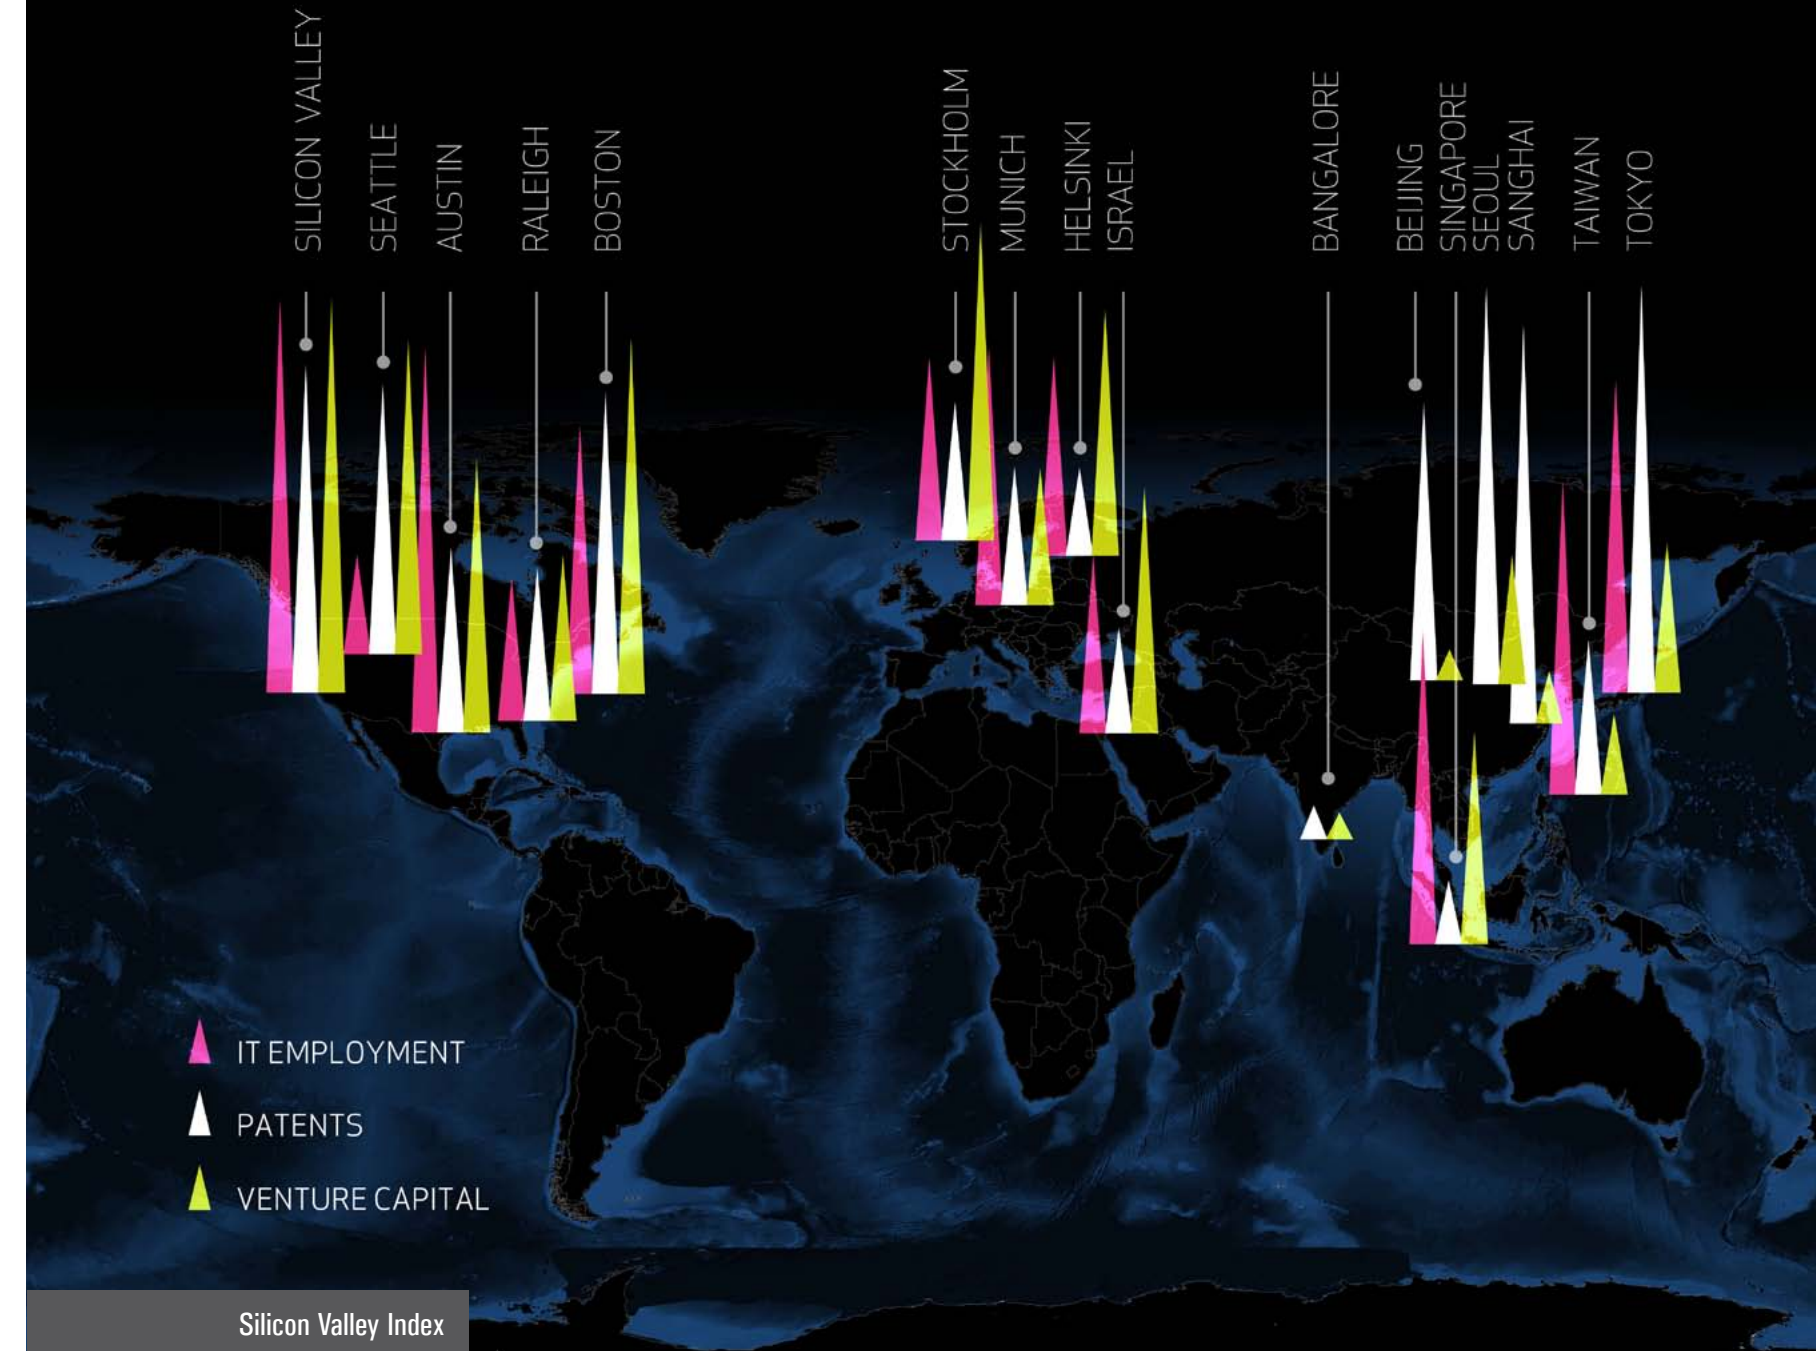 SILICON VALLEY
SEATTLE
AUSTIN
RALEIGH
BOSTON
STOCKHOLM
MUNICH
HELSINKI
ISRAEL
BANGALORE
BEIJING
SINGAPORE
SEOUL
SANGHAI
TAIWAN
TOKYO
IT EMPLOYMENT
PATENTS
VENTURE CAPITAL
Silicon Valley Index